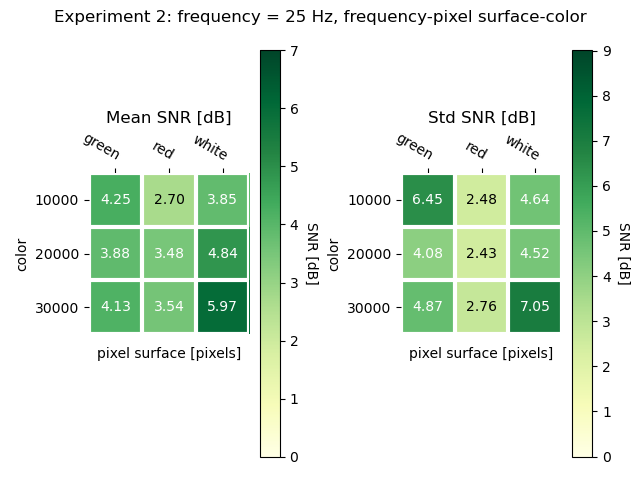 Experiment 2: frequency = 25 Hz, frequency-pixel surface-color
Mean SNR [dB]
green red white
10000 4.25 2.70 3.85
20000 3.88 3.48 4.84
30000 4.13 3.54 5.97
color
pixel surface [pixels]
7
6
5
4
3
2
1
0
SNR [dB]
Std SNR [dB]
green red white
10000 6.45 2.48 4.64
20000 4.08 2.43 4.52
30000 4.87 2.76 7.05
color
pixel surface [pixels]
9
8
7
6
5
4
3
2
1
0
SNR [dB]